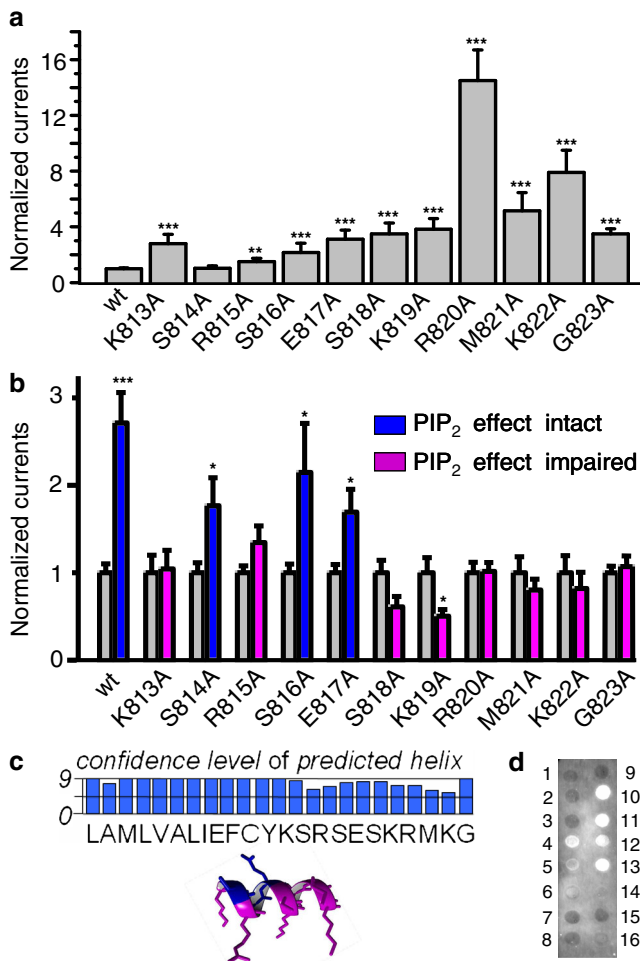 a
Normalized currents
16
12
8
4
0
***
**
***
***
***
***
***
***
***
***
wt
K813A
S814A
R815A
S816A
E817A
S818A
K819A
R820A
M821A
K822A
G823A
b
Normalized currents
3
2
1
0
***
*
*
*
*
PIP2 effect intact
PIP2 effect impaired
wt
K813A
S814A
R815A
S816A
E817A
S818A
K819A
R820A
M821A
K822A
G823A
c
confidence level of predicted helix
9
0
LAMLVALIEFCYKSRSESKRMKG
d
1 9
2 10
3 11
4 12
5 13
6 14
7 15
8 16